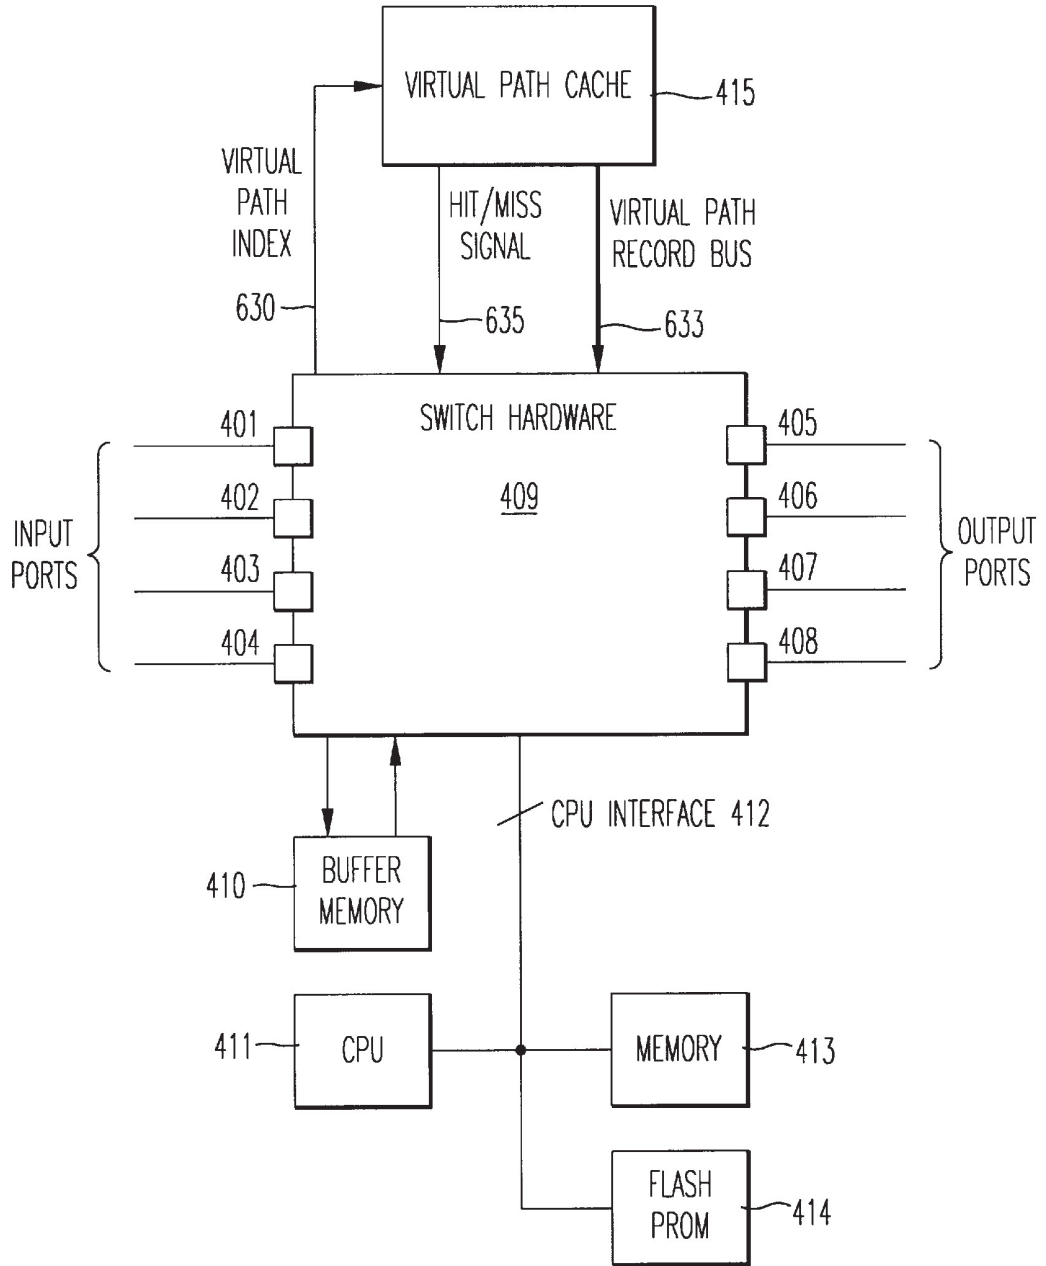 VIRTUAL PATH CACHE
415
VIRTUAL
PATH
INDEX
HIT/MISS
SIGNAL
VIRTUAL PATH
RECORD BUS
630
635
633
SWITCH HARDWARE
409
INPUT
PORTS
401
402
403
404
405
406
407
408
OUTPUT
PORTS
CPU INTERFACE 412
410
BUFFER
MEMORY
411
CPU
MEMORY
413
FLASH
PROM
414